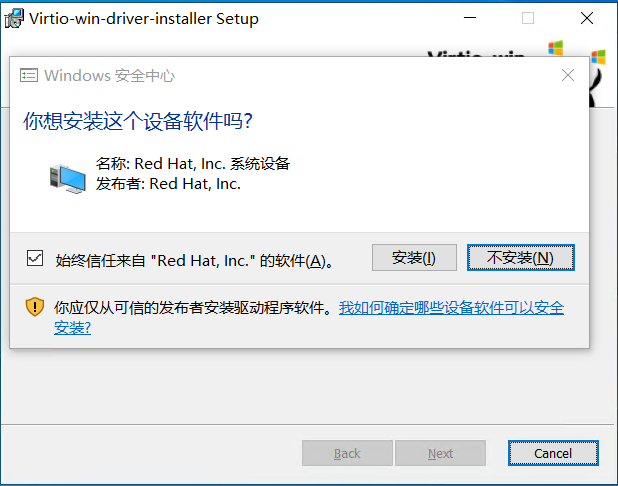 Virtio-win-driver-installer Setup
Windows 安全中心
你想安装这个设备软件吗?
名称: Red Hat, Inc. 系统设备
发布者: Red Hat, Inc.
始终信任来自 "Red Hat, Inc." 的软件(A)。
安装(I)
不安装(N)
你应仅从可信的发布者安装驱动程序软件。我如何确定哪些设备软件可以安全
安装?
Back
Next
Cancel